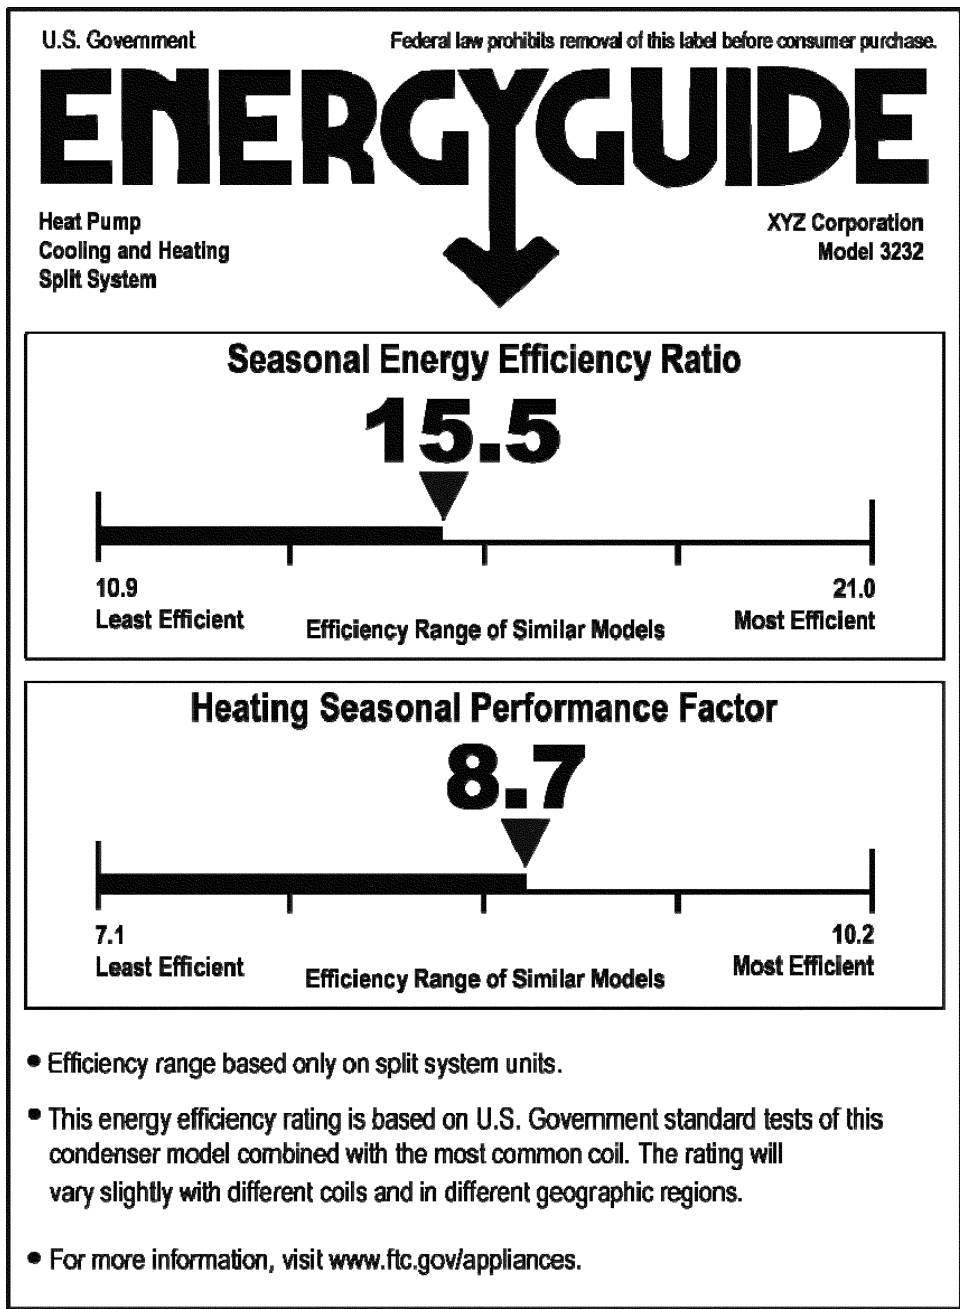 U.S. Government
Federal law prohibits removal of this label before consumer purchase.
ENERGYGUIDE
Heat Pump
Cooling and Heating
Split System
XYZ Corporation
Model 3232
Seasonal Energy Efficiency Ratio
15.5
10.9
Least Efficient
Efficiency Range of Similar Models
21.0
Most Efficient
Heating Seasonal Performance Factor
8.7
7.1
Least Efficient
Efficiency Range of Similar Models
10.2
Most Efficient
• Efficiency range based only on split system units.
• This energy efficiency rating is based on U.S. Government standard tests of this
condenser model combined with the most common coil. The rating will
vary slightly with different coils and in different geographic regions.
• For more information, visit www.ftc.gov/appliances.